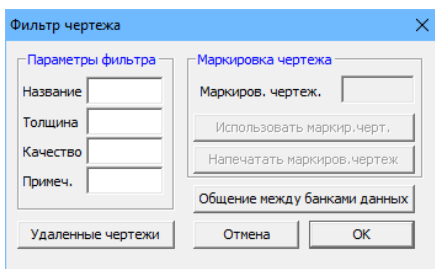 Фильтр чертежа
Параметры фильтра
Название
Толщина
Качество
Примеч.
Маркировка чертежа
Маркиров. чертеж.
Использовать маркир.черт.
Напечатать маркиров.чертеж
Общение между банками данных
Удаленные чертежи
Отмена
OK